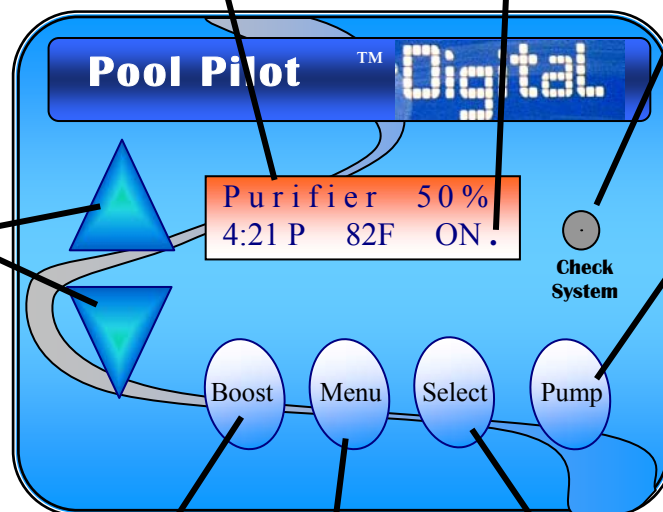 Pool Pilot ™ Digital
Purifier 50%
4:21 P 82F ON.
Check
System
Boost Menu Select Pump